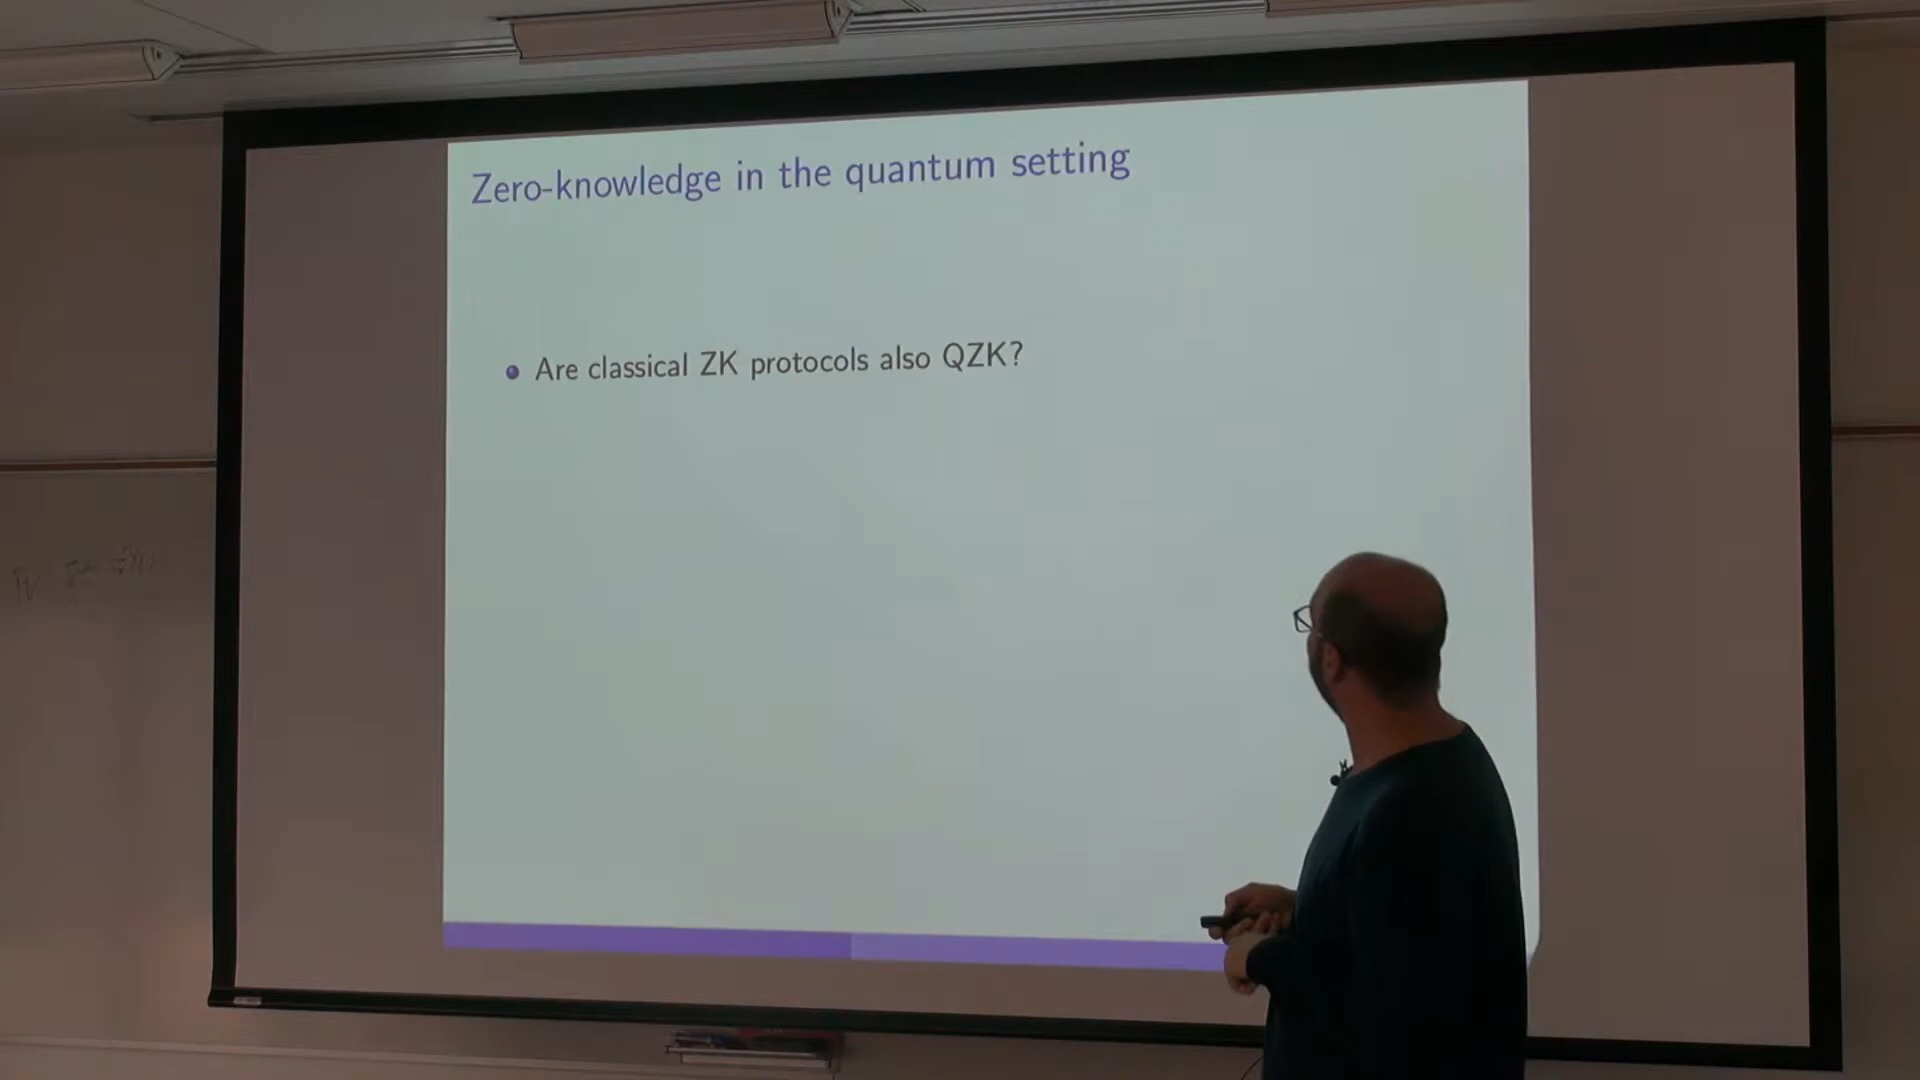 Zero-knowledge in the quantum setting
Are classical ZK protocols also QZK?